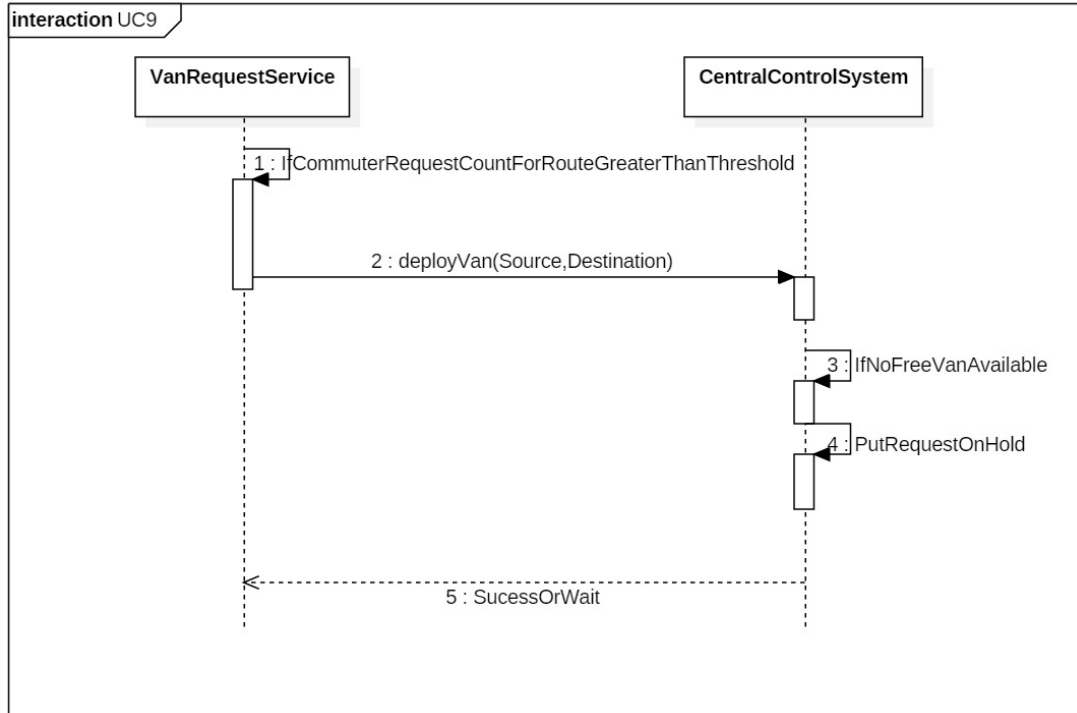 interaction UC9
VanRequestService
CentralControlSystem
1 : IfCommuterRequestCountForRouteGreaterThanThreshold
2 : deployVan(Source,Destination)
3 : IfNoFreeVanAvailable
4 : PutRequestOnHold
5 : SucessOrWait